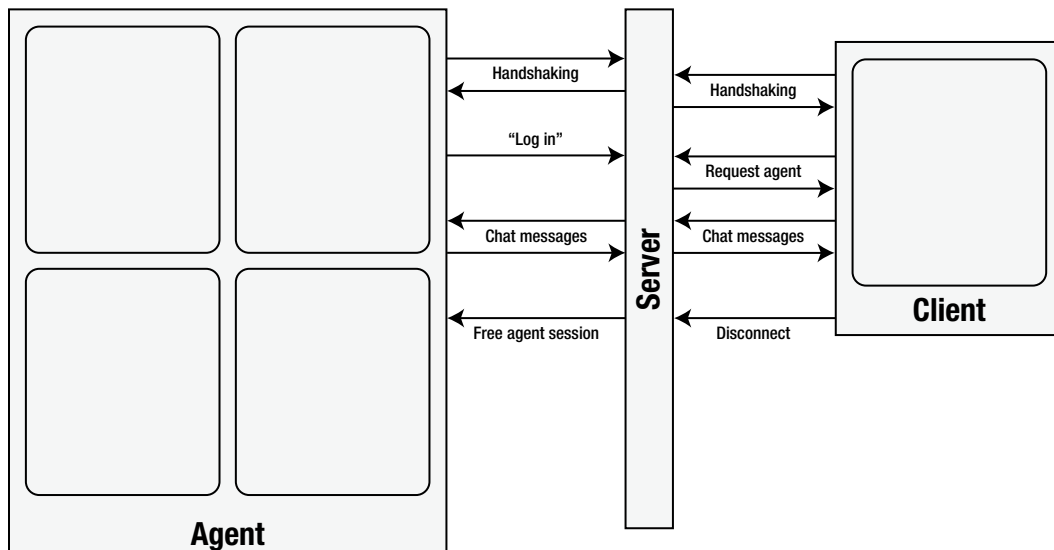 Handshaking
Handshaking
“Log in”
Request agent
Chat messages
Chat messages
Server
Client
Free agent session
Disconnect
Agent